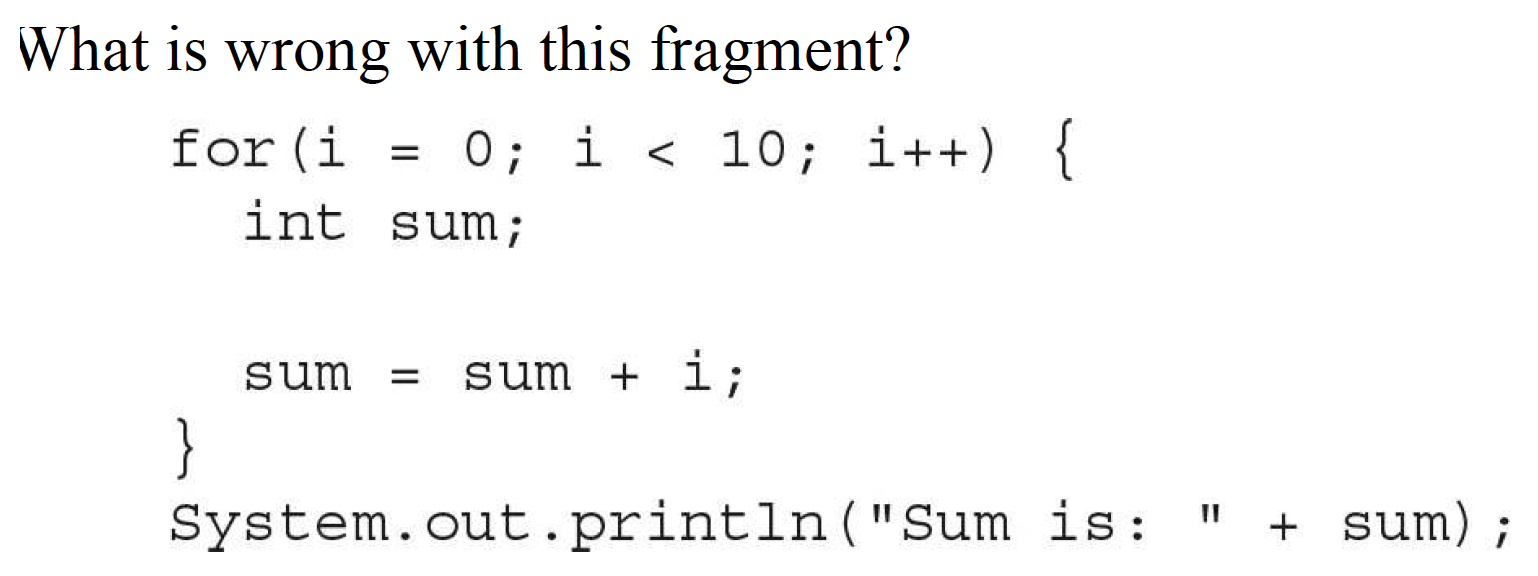 What is wrong with this fragment?
for(i = 0; i < 10; i++) {
int sum;
sum = sum + i;
}
System.out.println("Sum is: " + sum);